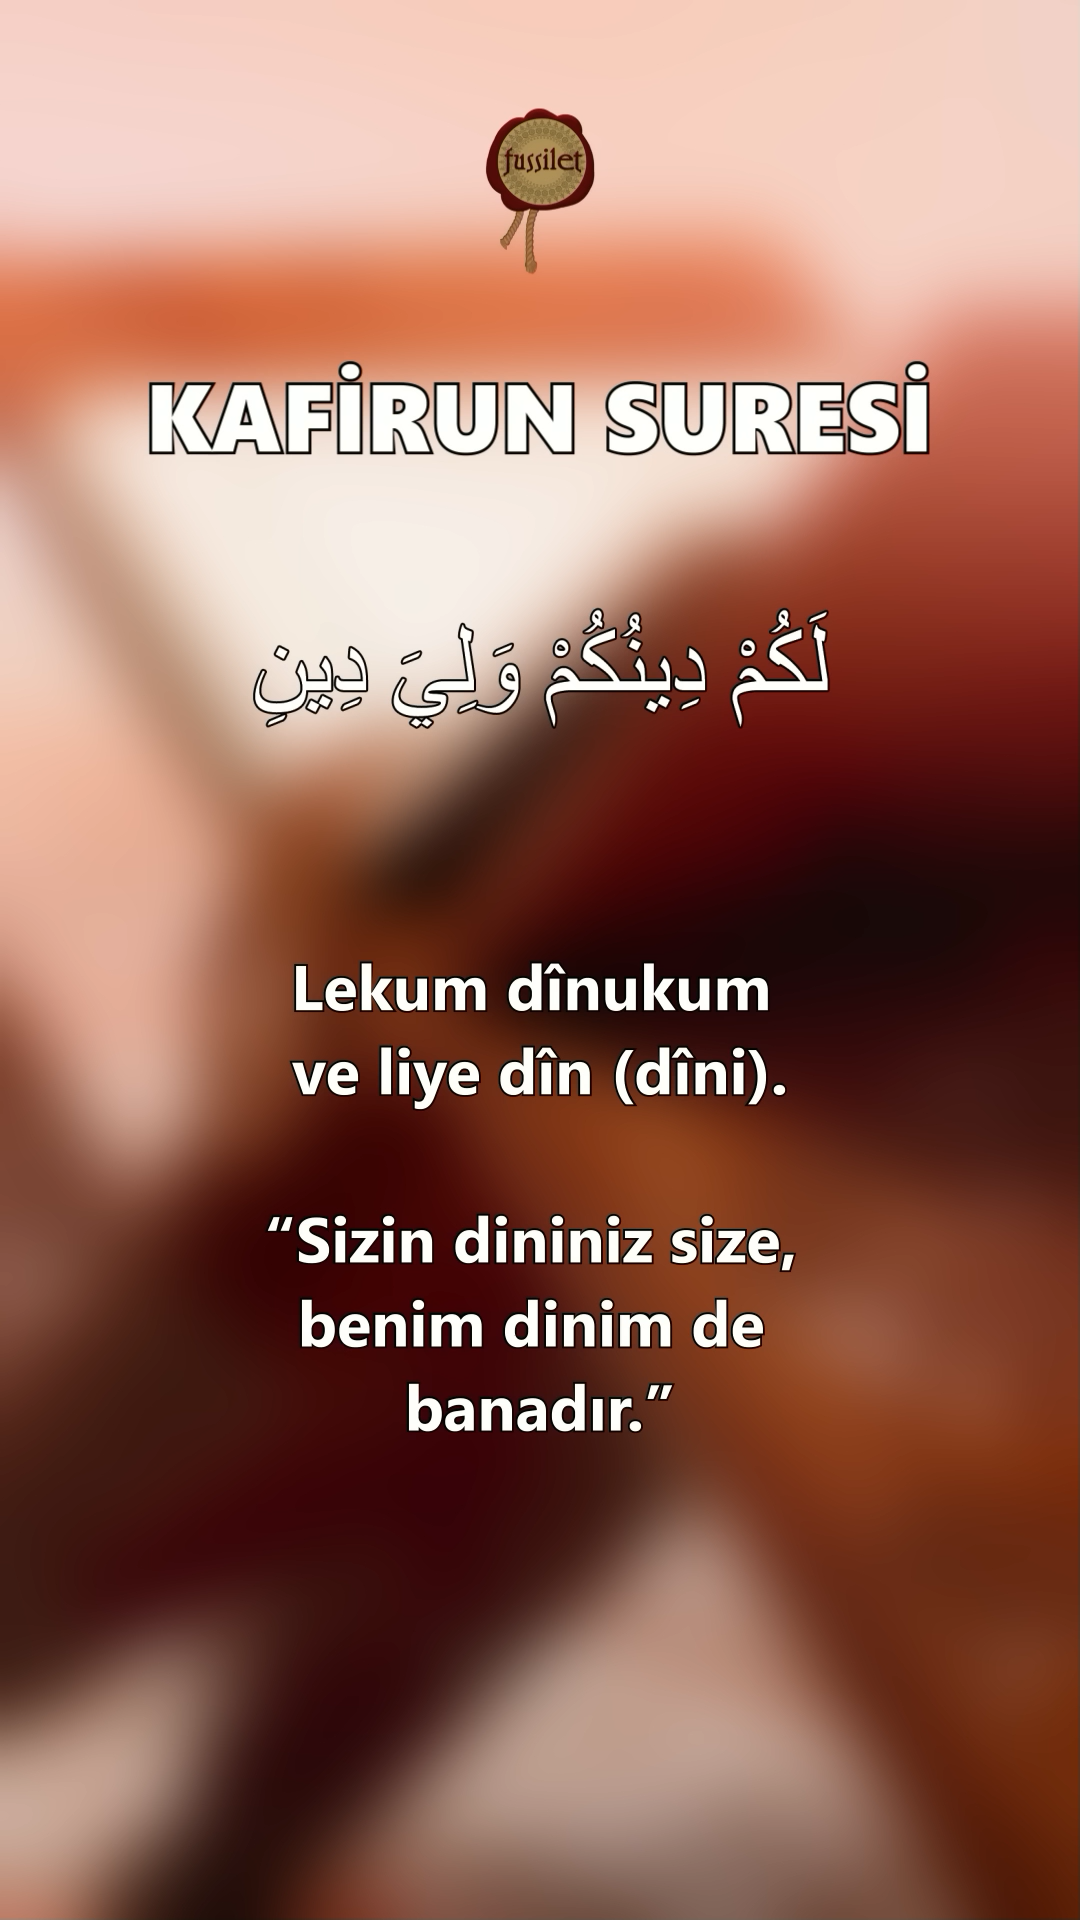 fussilet
KAFİRUN SURESİ
لَكُمْ دِينُكُمْ وَلِيَ دِينِ
Lekum dînukum
ve liye dîn (dîni).
“Sizin dininiz size,
benim dinim de
banadır.”